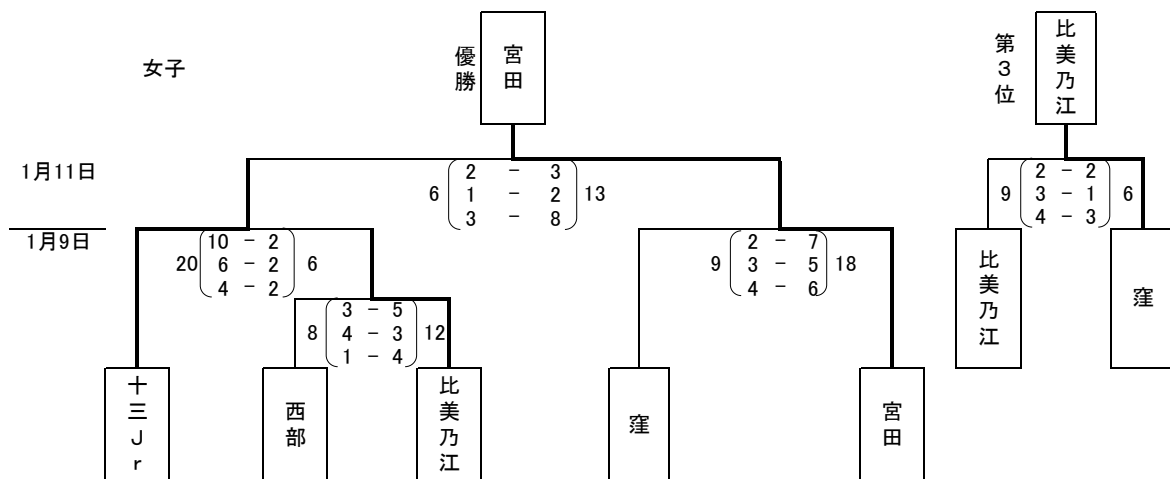 女子
優勝
宮田
第3位
比美乃江
1月11日
6 2 - 3 13
1 - 2
3 - 8
9 2 - 2 6
3 - 1
4 - 3
1月9日
20 10 - 2 6
6 - 2
4 - 2
9 2 - 7 18
3 - 5
4 - 6
8 3 - 5 12
4 - 3
1 - 4
比美乃江
窪
十三Jr
西部
比美乃江
窪
宮田